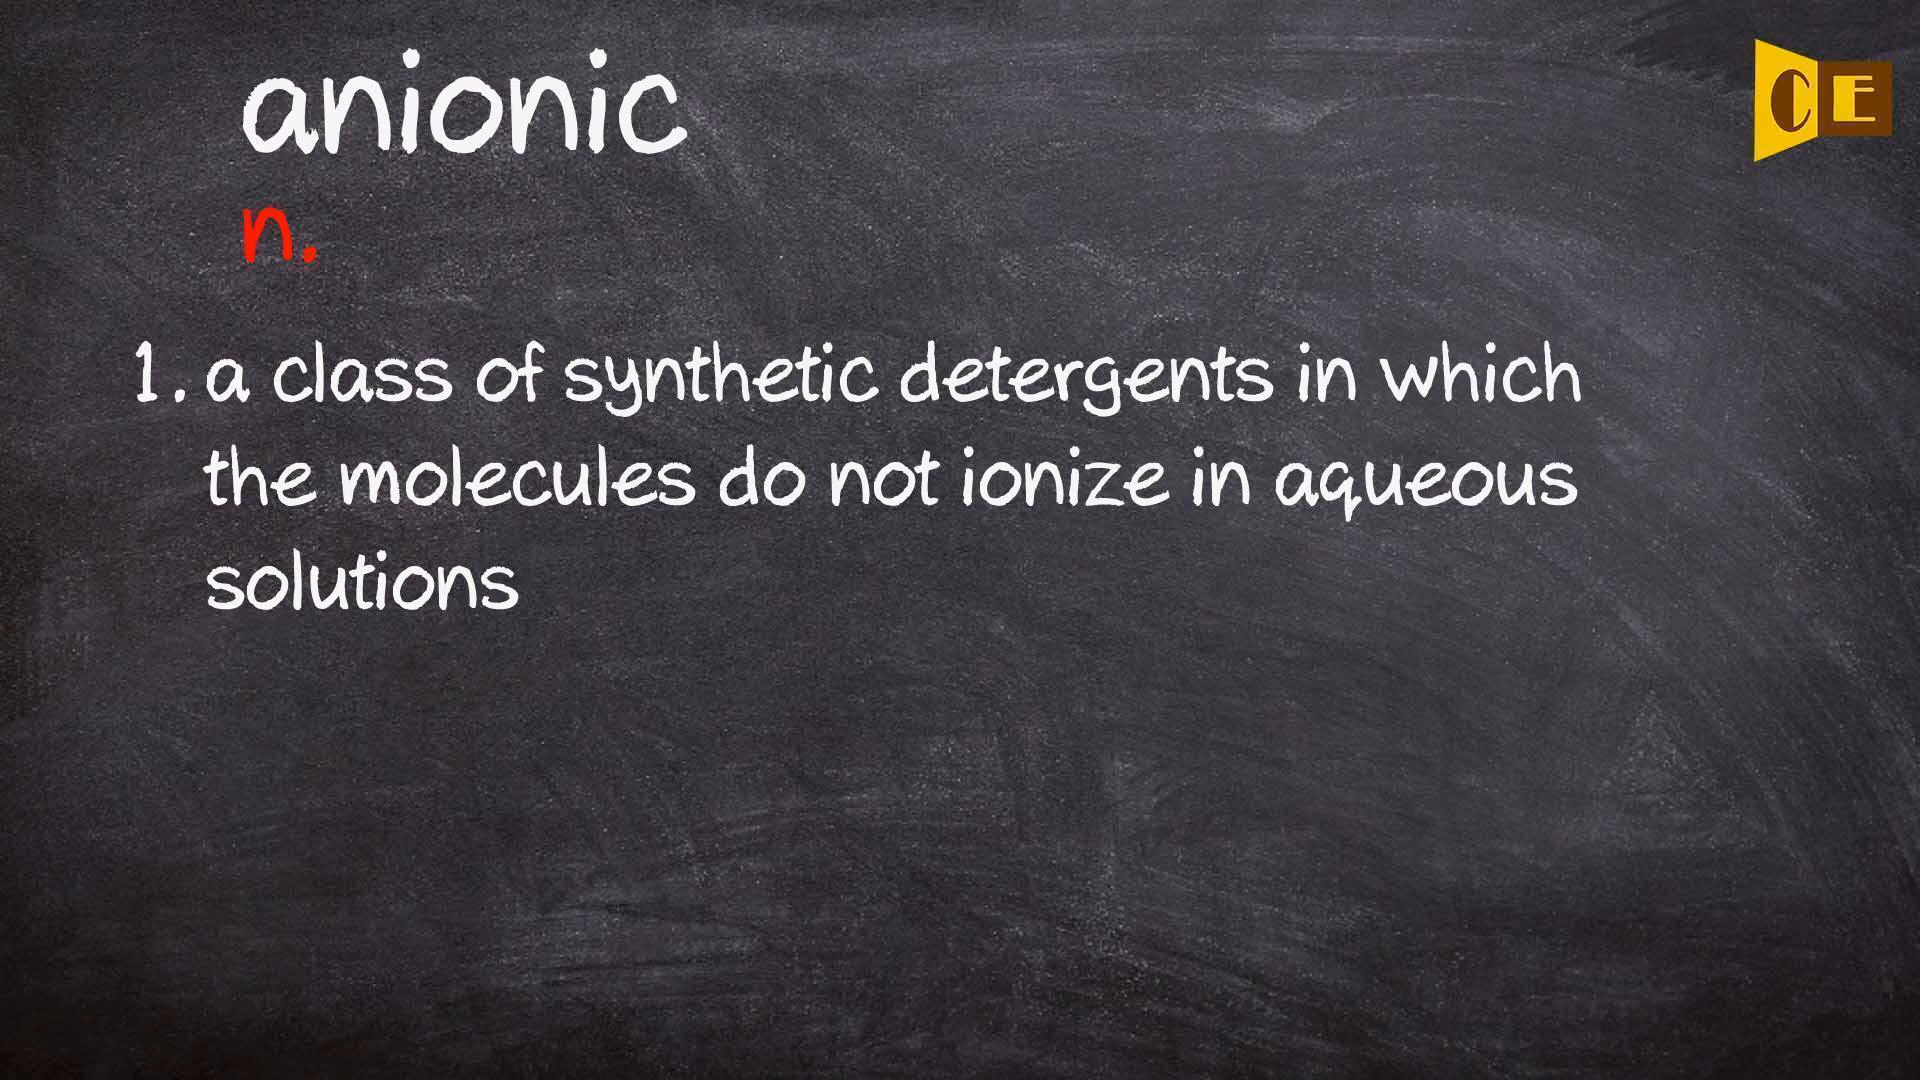 anionic
CE
n.
1. a class of synthetic detergents in which
the molecules do not ionize in aqueous
solutions